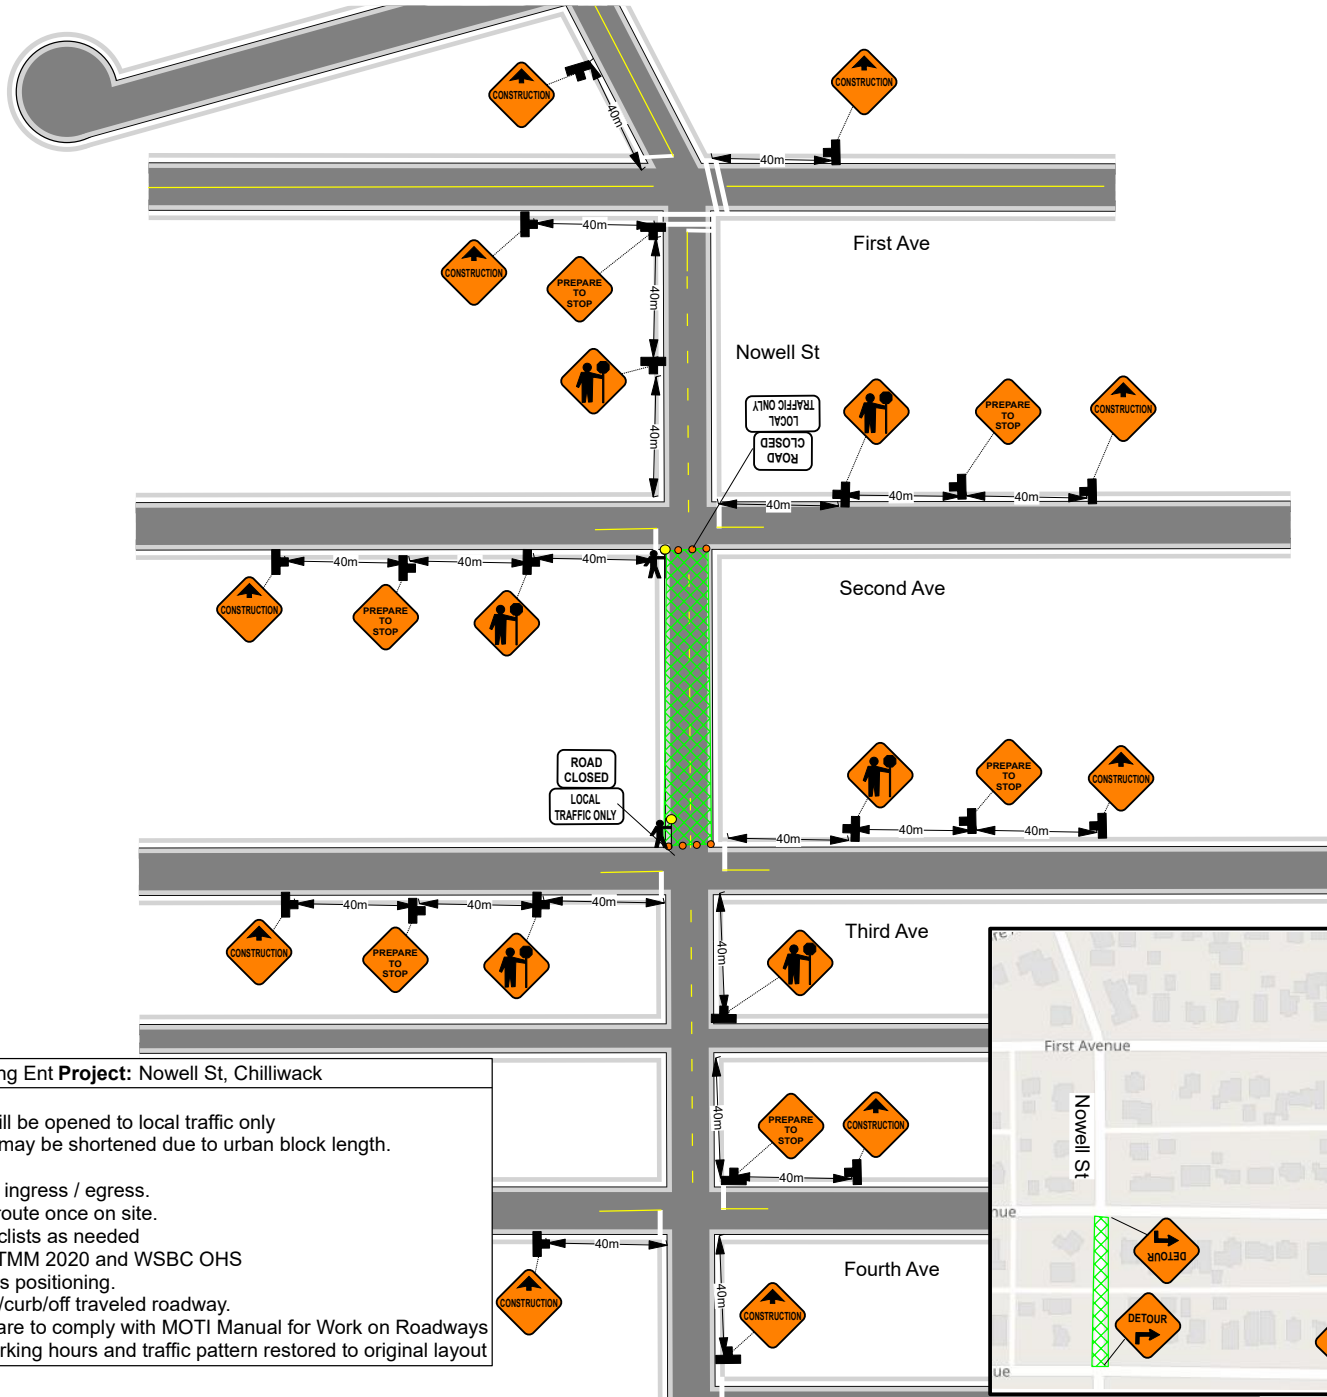 CONSTRUCTION
40m
CONSTRUCTION
40m
40m
CONSTRUCTION
PREPARE
TO
STOP
First Ave
40m
Nowell St
40m
LOCAL
TRAFFIC ONLY
ROAD
CLOSED
PREPARE
TO
STOP
CONSTRUCTION
40m
40m
40m
40m
40m
40m
CONSTRUCTION
PREPARE
TO
STOP
Second Ave
ROAD
CLOSED
LOCAL
TRAFFIC ONLY
PREPARE
TO
STOP
CONSTRUCTION
40m
40m
40m
40m
40m
40m
CONSTRUCTION
PREPARE
TO
STOP
Third Ave
40m
40m
PREPARE
TO
STOP
CONSTRUCTION
40m
40m
CONSTRUCTION
Fourth Ave
40m
CONSTRUCTION
ng Ent Project: Nowell St, Chilliwack
ill be opened to local traffic only
may be shortened due to urban block length.
ingress / egress.
route once on site.
clists as needed
TMM 2020 and WSBC OHS
s positioning.
/curb/off traveled roadway.
are to comply with MOTI Manual for Work on Roadways
rking hours and traffic pattern restored to original layout
First Avenue
Nowell St
nue
DETOUR
DETOUR
ue